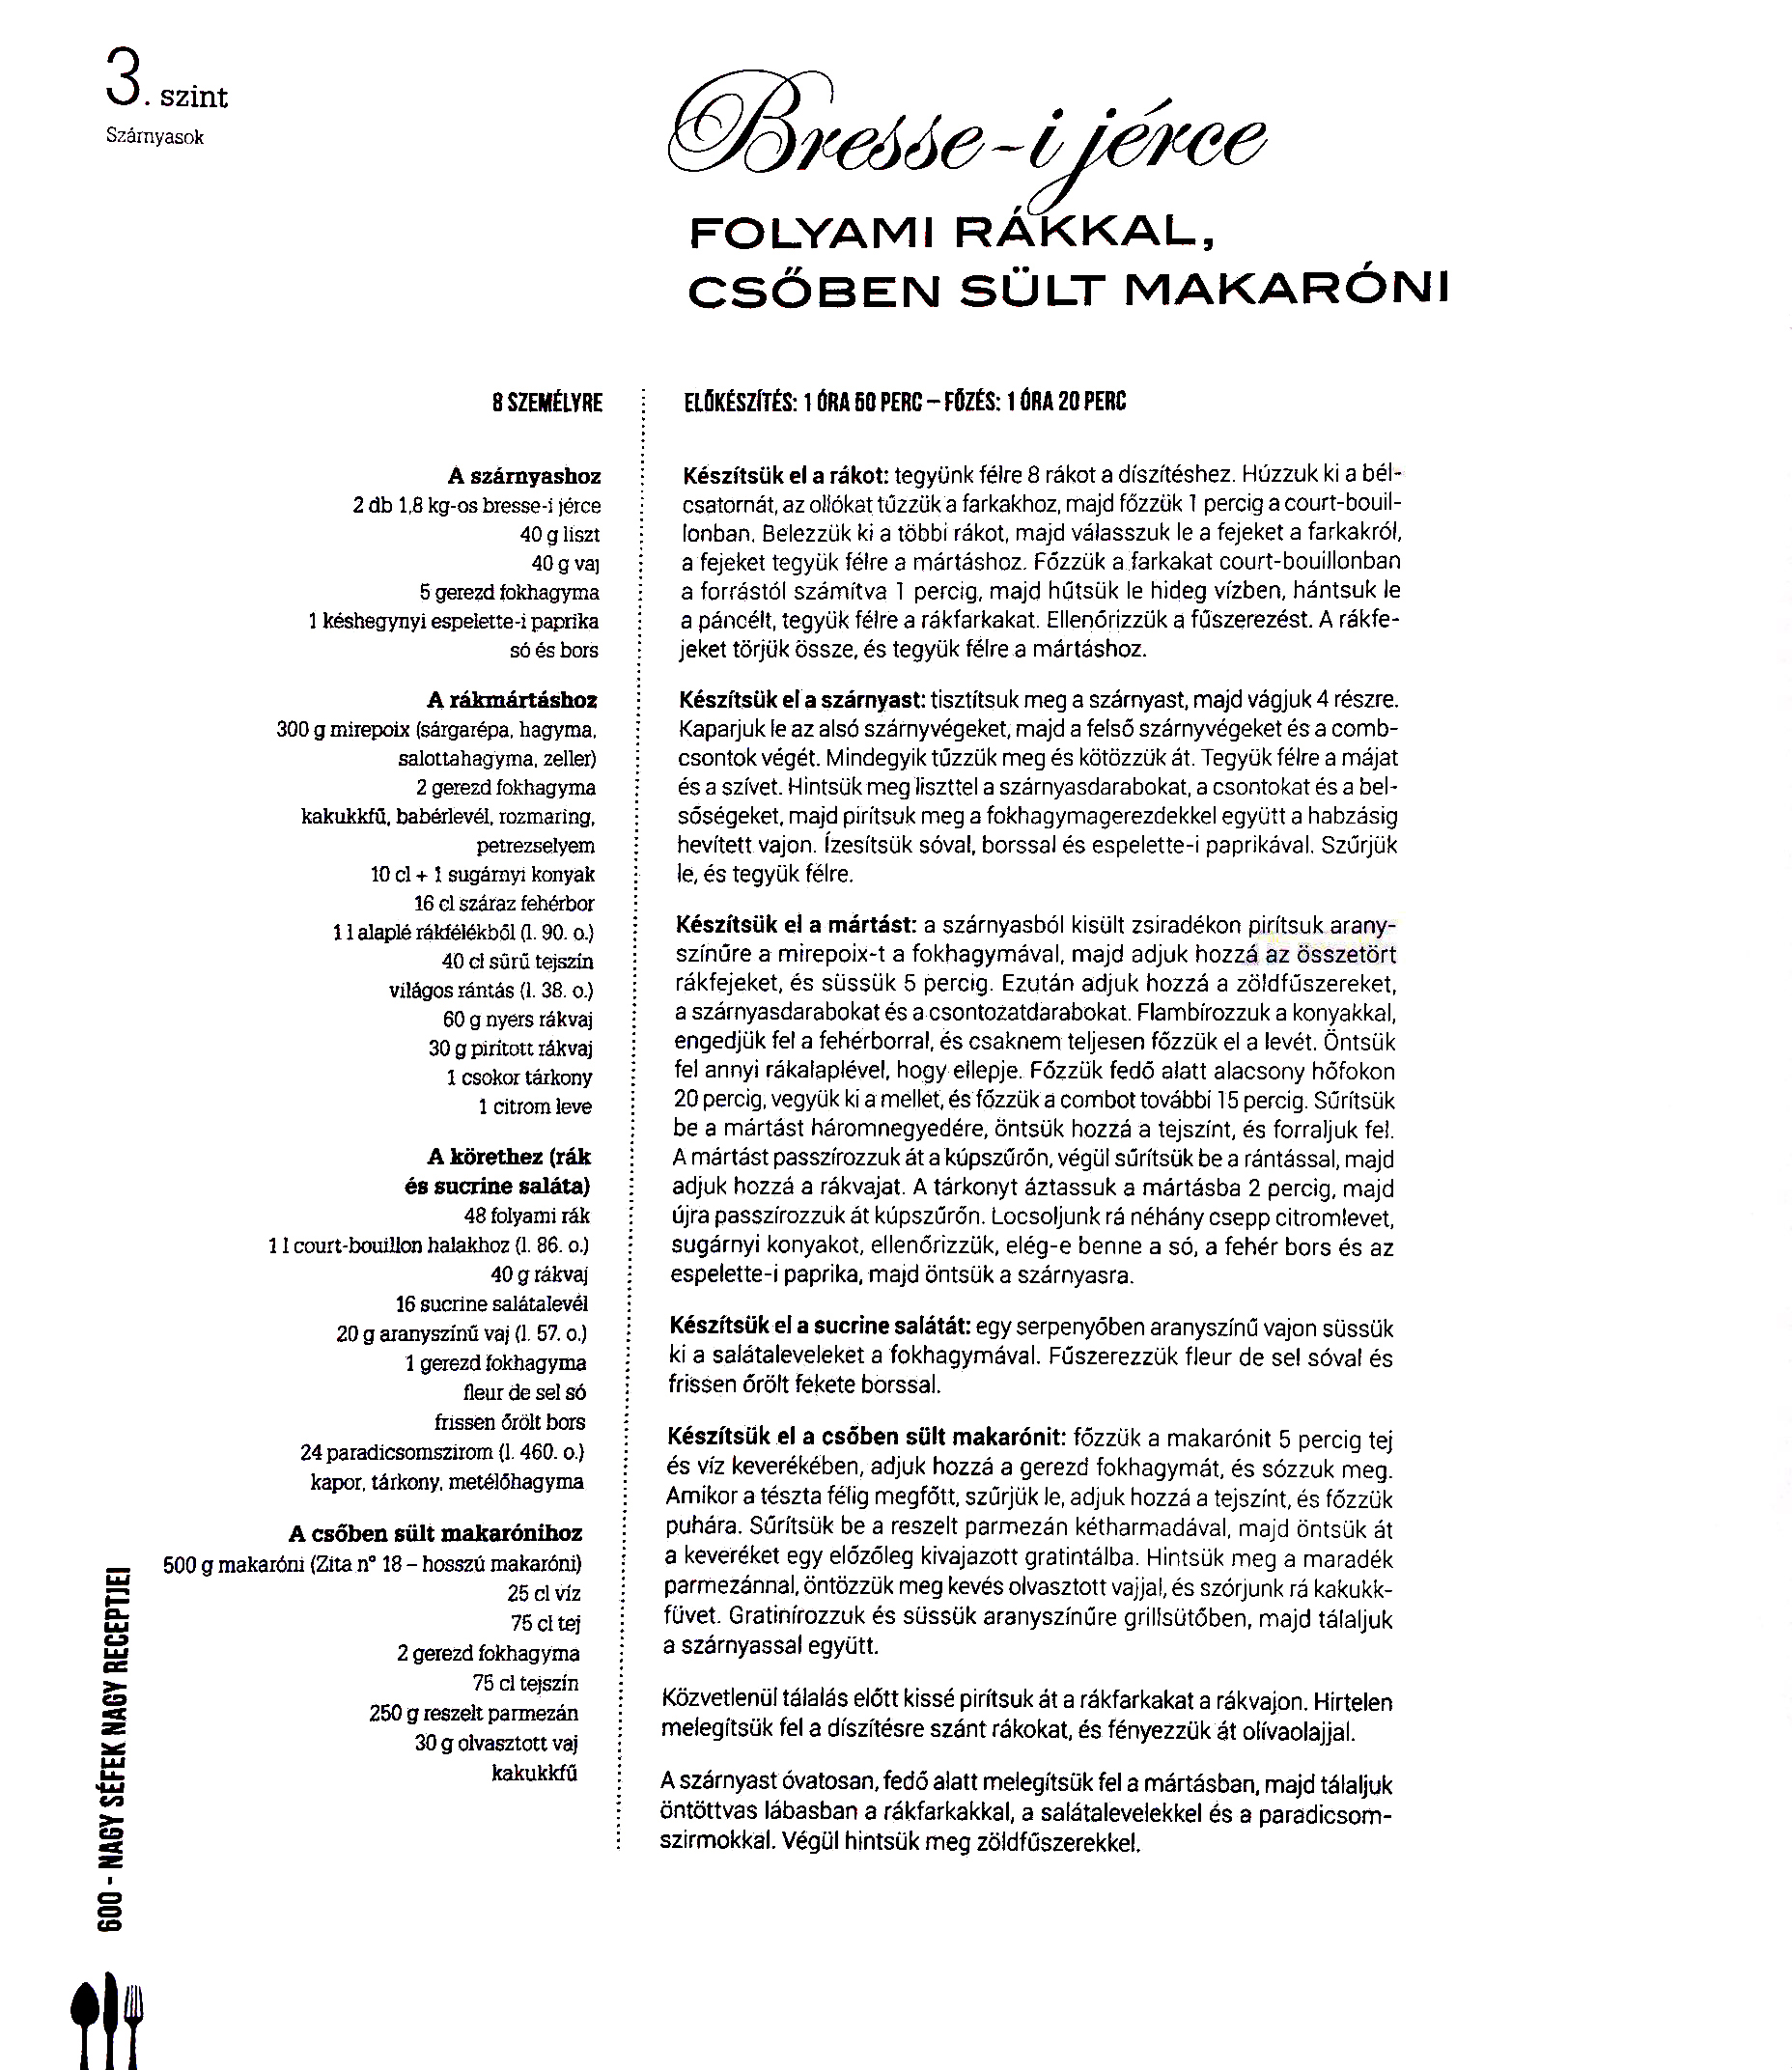 3. szint
Szárnyasok
Bresse-i jérce
FOLYAMI RÁKKAL,
CSŐBEN SÜLT MAKARÓNI
8 SZEMÉLYRE
A szárnyashoz
2 db 1,8 kg-os bresse-i jérce
40 g liszt
40 g vaj
5 gerezd fokhagyma
1 késhegynyi espelette-i paprika
só és bors
A rákmártáshoz
300 g mirepoix (sárgarépa, hagyma,
salottahagyma, zeller)
2 gerezd fokhagyma
kakukkfű, babérlevél, rozmaring,
petrezselyem
10 cl + 1 sugárnyi konyak
16 cl száraz fehérbor
1 l alaplé rákfélékből (l. 90. o.)
40 cl sűrű tejszín
világos rántás (l. 38. o.)
60 g nyers rákvaj
30 g pirított rákvaj
1 csokor tárkony
1 citrom leve
A körethez (rák
és sucrine saláta)
48 folyami rák
1 l court-bouillon halakhoz (l. 86. o.)
40 g rákvaj
16 sucrine salátalevél
20 g aranyszínű vaj (l. 57. o.)
1 gerezd fokhagyma
fleur de sel só
frissen őrölt bors
24 paradicsomszirom (l. 460. o.)
kapor, tárkony, metélőhagyma
A csőben sült makarónihoz
500 g makaróni (Zita n° 18 – hosszú makaróni)
25 cl víz
75 cl tej
2 gerezd fokhagyma
75 cl tejszín
250 g reszelt parmezán
30 g olvasztott vaj
kakukkfű
ELŐKÉSZÍTÉS: 1 ÓRA 50 PERC – FŐZÉS: 1 ÓRA 20 PERC
Készítsük el a rákot: tegyünk félre 8 rákot a díszítéshez. Húzzuk ki a bél-
csatornát, az ollókat tűzzük a farkakhoz, majd főzzük 1 percig a court-bouil-
lonban. Belezzük ki a többi rákot, majd válasszuk le a fejeket a farkakról,
a fejeket tegyük félre a mártáshoz. Főzzük a farkakat court-bouillonban
a forrástól számítva 1 percig, majd hűtsük le hideg vízben, hántsuk le
a páncélt, tegyük félre a rákfarkakat. Ellenőrizzük a fűszerezést. A rákfe-
jeket törjük össze, és tegyük félre a mártáshoz.
Készítsük el a szárnyast: tisztítsuk meg a szárnyast, majd vágjuk 4 részre.
Kaparjuk le az alsó szárnyvégeket, majd a felső szárnyvégeket és a comb-
csontok végét. Mindegyik tűzzük meg és kötözzük át. Tegyük félre a májat
és a szívet. Hintsük meg liszttel a szárnyasdarabokat, a csontokat és a bel-
sőségeket, majd pirítsuk meg a fokhagymagerezdekkel együtt a habzásig
hevített vajon. Ízesítsük sóval, borssal és espelette-i paprikával. Szűrjük
le, és tegyük félre.
Készítsük el a mártást: a szárnyasból kisült zsiradékon pirítsuk arany-
színűre a mirepoix-t a fokhagymával, majd adjuk hozzá az összetört
rákfejeket, és süssük 5 percig. Ezután adjuk hozzá a zöldfűszereket,
a szárnyasdarabokat és a csontozatdarabokat. Flambírozzuk a konyakkal,
engedjük fel a fehérborral, és csaknem teljesen főzzük el a levét. Öntsük
fel annyi rákalaplével, hogy ellepje. Főzzük fedő alatt alacsony hőfokon
20 percig, vegyük ki a mellet, és főzzük a combot további 15 percig. Sűrítsük
be a mártást háromnegyedére, öntsük hozzá a tejszínt, és forraljuk fel.
A mártást passzírozzuk át a kúpszűrőn, végül sűrítsük be a rántással, majd
adjuk hozzá a rákvajat. A tárkonyt áztassuk a mártásba 2 percig, majd
újra passzírozzuk át kúpszűrőn. Locsoljunk rá néhány csepp citromlevet,
sugárnyi konyakot, ellenőrizzük, elég-e benne a só, a fehér bors és az
espelette-i paprika, majd öntsük a szárnyasra.
Készítsük el a sucrine salátát: egy serpenyőben aranyszínű vajon süssük
ki a salátaleveleket a fokhagymával. Fűszerezzük fleur de sel sóval és
frissen őrölt fekete borssal.
Készítsük el a csőben sült makarónit: főzzük a makarónit 5 percig tej
és víz keverékében, adjuk hozzá a gerezd fokhagymát, és sózzuk meg.
Amikor a tészta félig megfőtt, szűrjük le, adjuk hozzá a tejszínt, és főzzük
puhára. Sűrítsük be a reszelt parmezán kétharmadával, majd öntsük át
a keveréket egy előzőleg kivajazott gratintálba. Hintsük meg a maradék
parmezánnal, öntözzük meg kevés olvasztott vajjal, és szórjunk rá kakukk-
füvet. Gratinírozzuk és süssük aranyszínűre grillsütőben, majd tálaljuk
a szárnyassal együtt.
Közvetlenül tálalás előtt kissé pirítsuk át a rákfarkakat a rákvajon. Hirtelen
melegítsük fel a díszítésre szánt rákokat, és fényezzük át olívaolajjal.
A szárnyast óvatosan, fedő alatt melegítsük fel a mártásban, majd tálaljuk
öntöttvas lábasban a rákfarkakkal, a salátalevelekkel és a paradicsom-
szirmokkal. Végül hintsük meg zöldfűszerekkel.
600 - NAGY SÉFEK NAGY RECEPTJEI